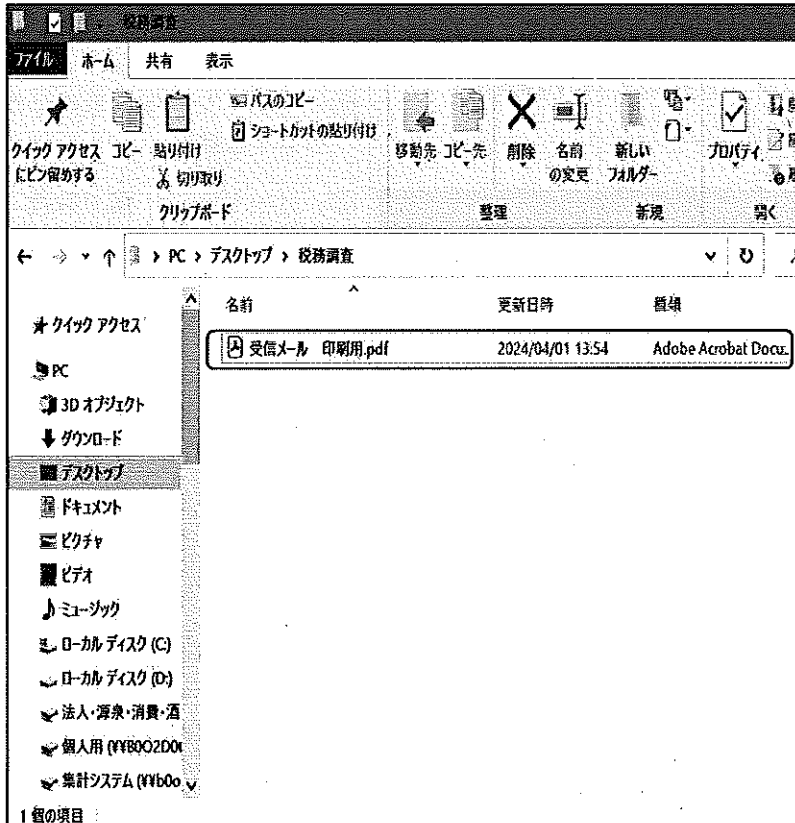 税務調査
ファイル ホーム 共有 表示
クイック アクセスにピン留めする
コピー
貼り付け
パスのコピー
ショートカットの貼り付け
切り取り
クリップボード
移動先 コピー先 削除 名前の変更
整理
新しいフォルダー
新規
プロパティ
開く
PC › デスクトップ › 税務調査
名前 更新日時 種類
受信メール 印刷用.pdf 2024/04/01 13:54 Adobe Acrobat Docu...
クイック アクセス
PC
3D オブジェクト
ダウンロード
デスクトップ
ドキュメント
ピクチャ
ビデオ
ミュージック
ローカル ディスク (C:)
ローカル ディスク (D:)
法人・源泉・消費・酒
個人用 (¥¥B0O2D0
集計システム (¥¥b0o
1 個の項目